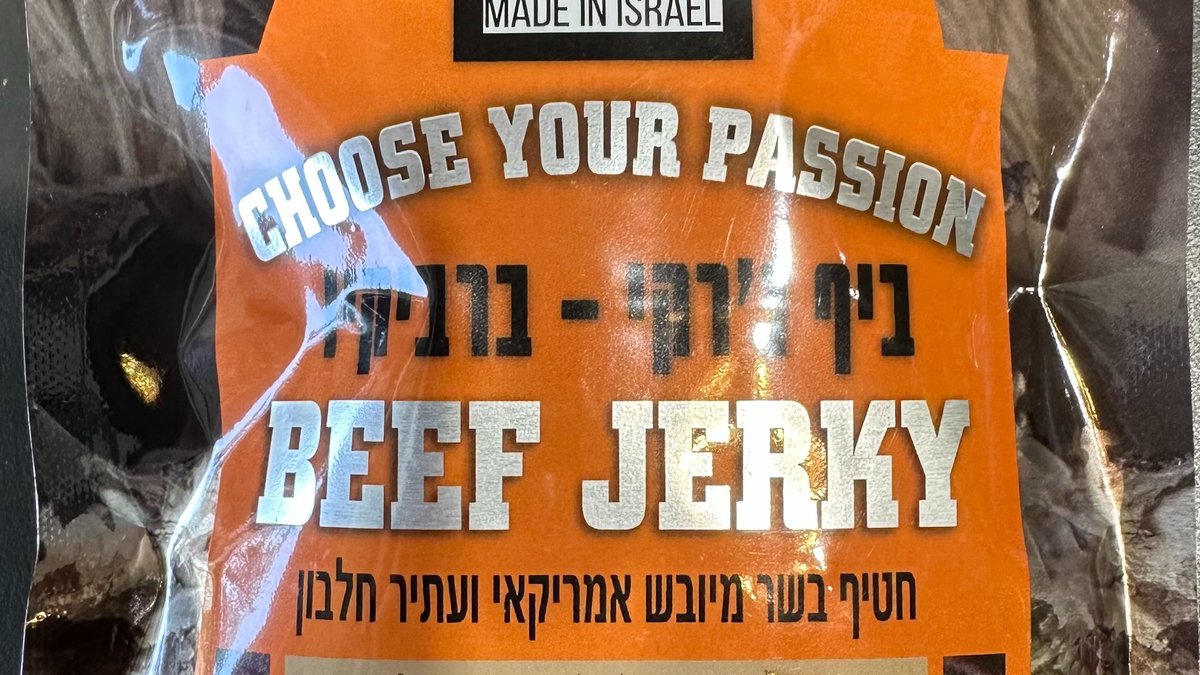 MADE IN ISRAEL
CHOOSE YOUR PASSION
ביף ג'רקי - ברביקיו
BEEF JERKY
חטיף בשר מיובש אמריקאי ועתיר חלבון